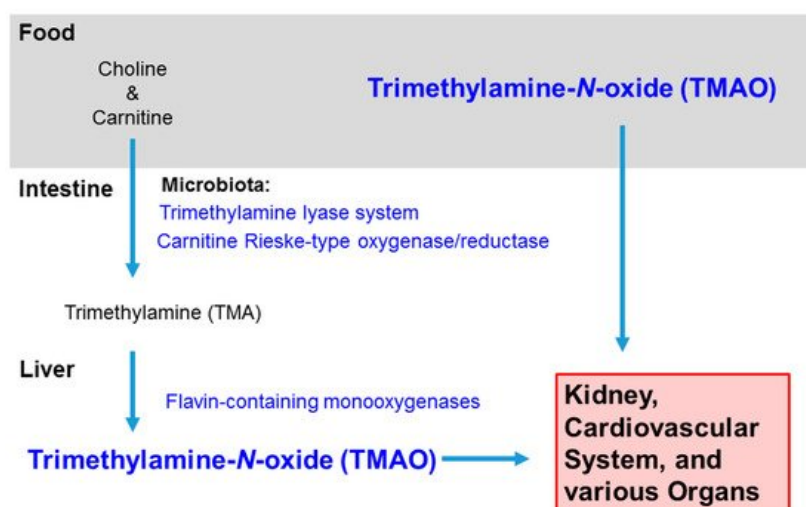 Food
Choline
&
Carnitine
Trimethylamine-N-oxide (TMAO)
Intestine
Microbiota:
Trimethylamine lyase system
Carnitine Rieske-type oxygenase/reductase
Trimethylamine (TMA)
Liver
Flavin-containing monooxygenases
Trimethylamine-N-oxide (TMAO)
Kidney,
Cardiovascular
System, and
various Organs